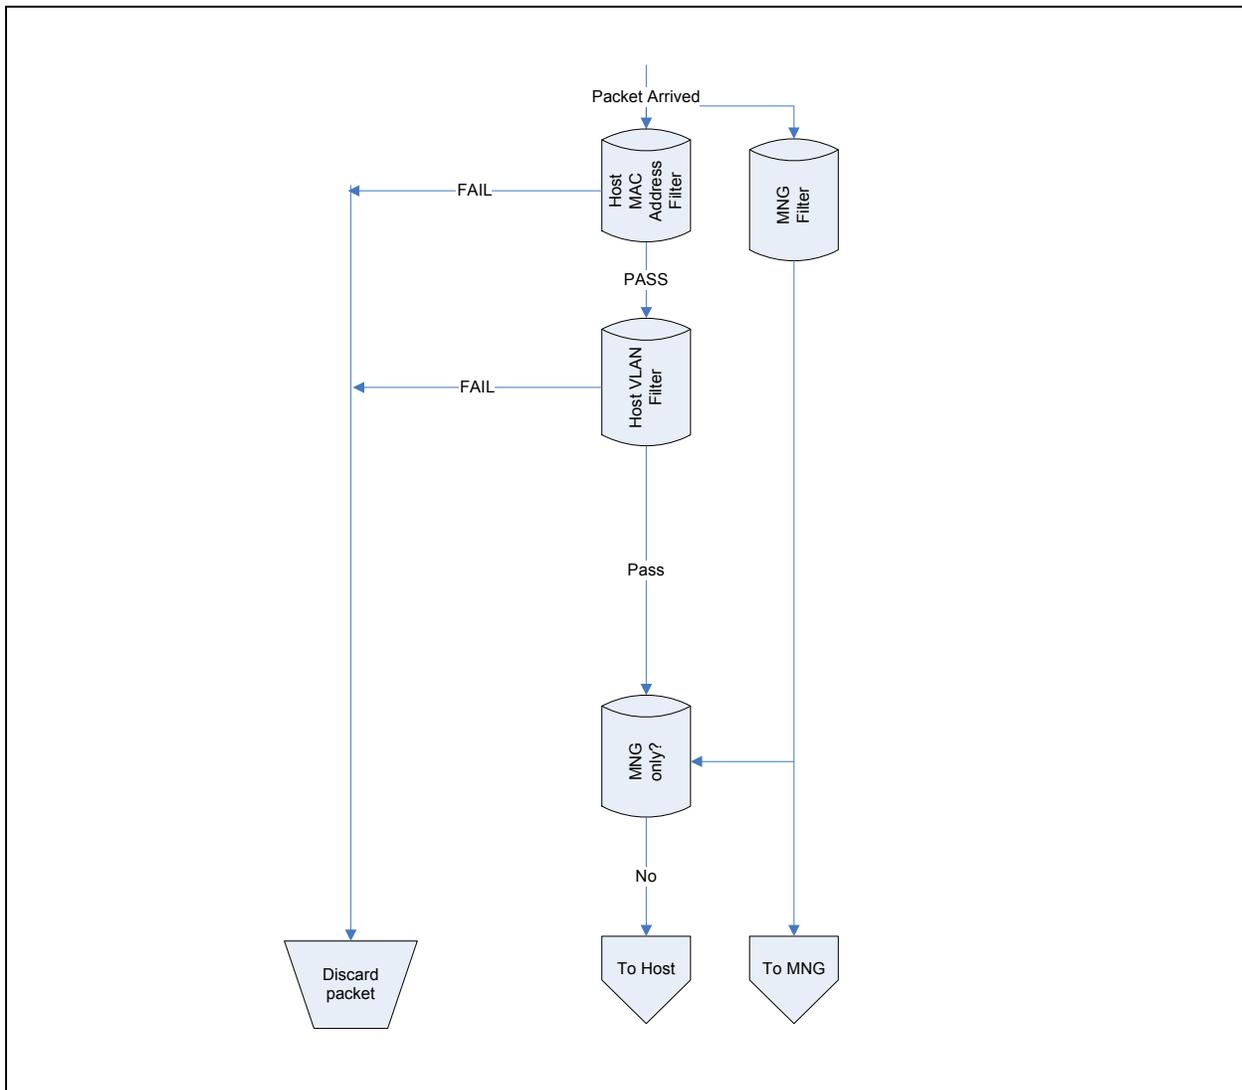 Packet Arrived
Host
MAC
Address
Filter
MNG
Filter
FAIL
PASS
Host VLAN
Filter
FAIL
Pass
MNG
only?
No
Discard
packet
To Host
To MNG